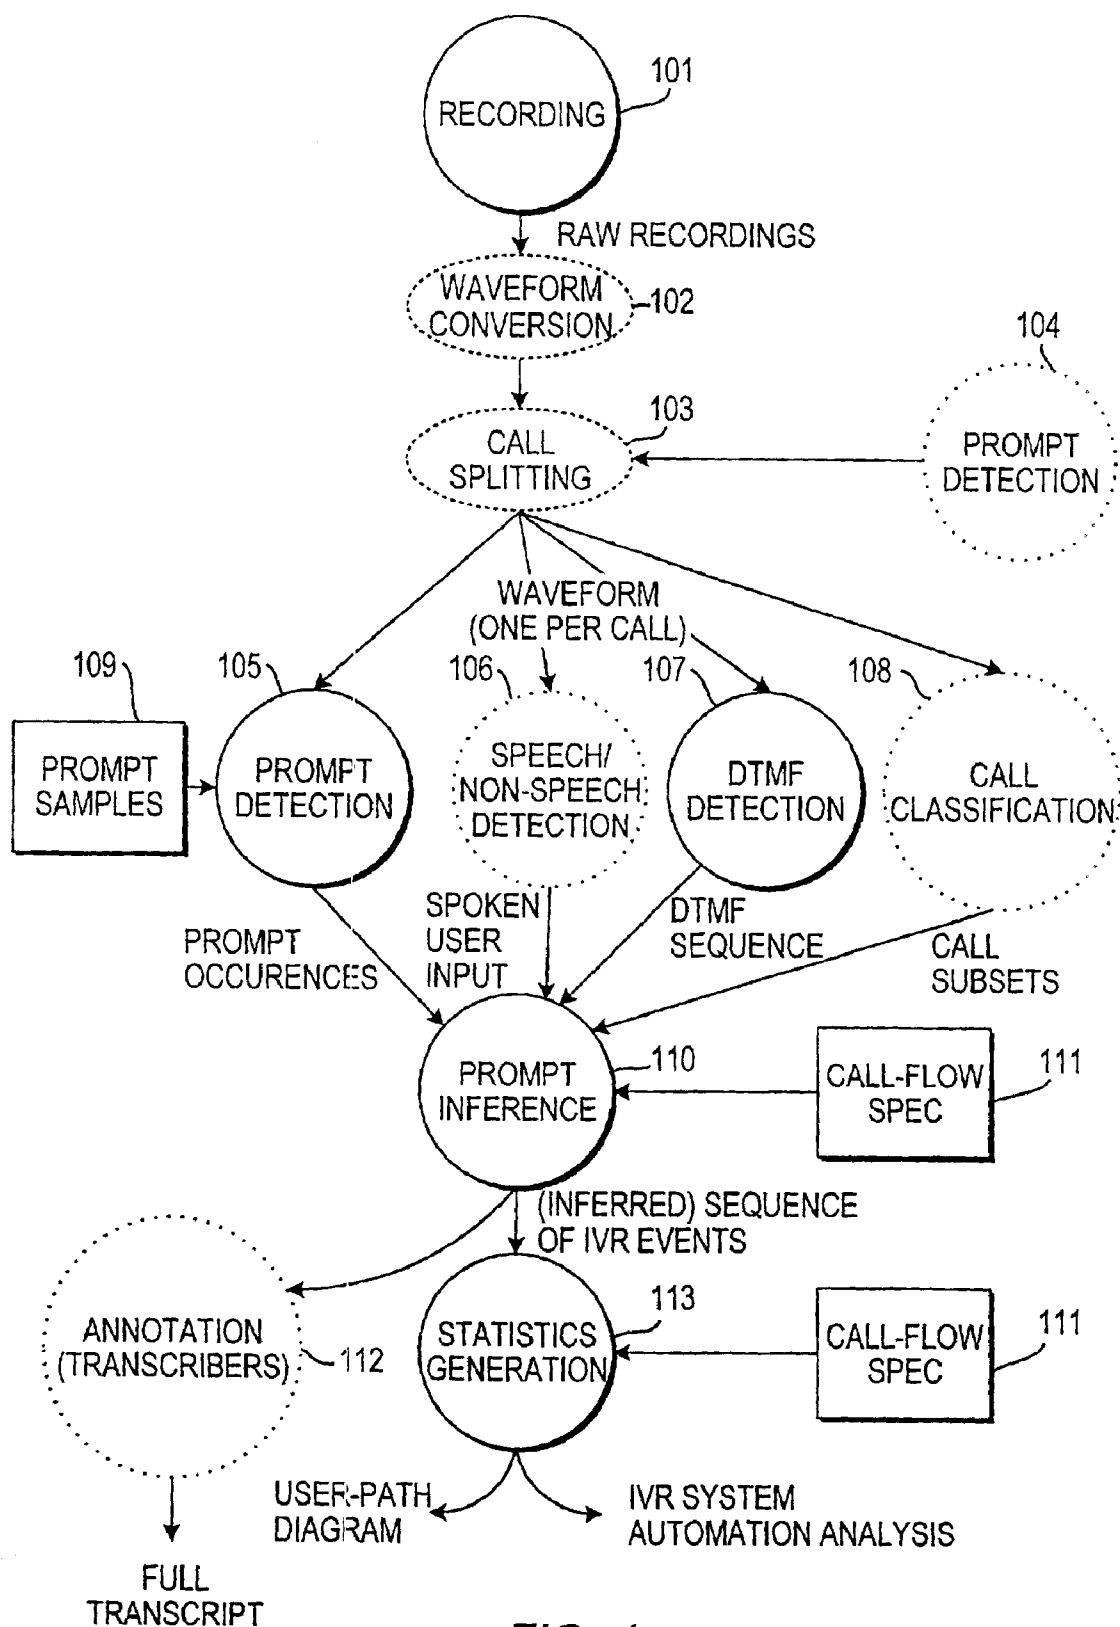 101
RECORDING
RAW RECORDINGS
WAVEFORM
CONVERSION
102
104
103
CALL
SPLITTING
PROMPT
DETECTION
WAVEFORM
(ONE PER CALL)
109
105
106
107
108
PROMPT
SAMPLES
PROMPT
DETECTION
SPEECH/
NON-SPEECH
DETECTION
DTMF
DETECTION
CALL
CLASSIFICATION
PROMPT
OCCURENCES
SPOKEN
USER
INPUT
DTMF
SEQUENCE
CALL
SUBSETS
PROMPT
INFERENCE
110
CALL-FLOW
SPEC
111
(INFERRED) SEQUENCE
OF IVR EVENTS
ANNOTATION
(TRANSCRIBERS)
112
STATISTICS
GENERATION
113
CALL-FLOW
SPEC
111
USER-PATH
DIAGRAM
IVR SYSTEM
AUTOMATION ANALYSIS
FULL
TRANSCRIPT